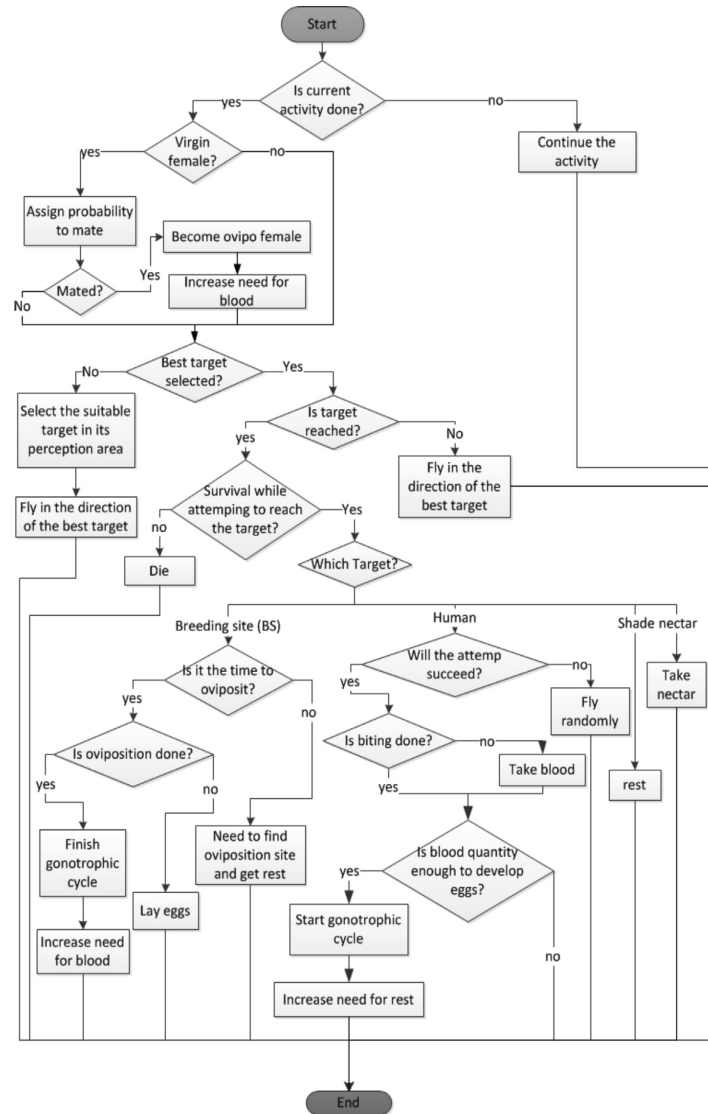 Start
Is current
activity done?
yes
no
Virgin
female?
Continue the
activity
yes
no
Assign probability
to mate
Become ovipo female
Yes
Mated?
Increase need for
blood
No
Best target
selected?
No
Yes
Select the suitable
target in its
perception area
Is target
reached?
yes
No
Fly in the
direction of the
best target
Survival while
attemping to reach
the target?
Fly in the direction
of the best target
no
Yes
Die
Which Target?
Breeding site (BS)
Human
Shade nectar
Is it the time to
oviposit?
Will the attemp
succeed?
Take
nectar
yes
no
yes
no
Fly
randomly
Is oviposition done?
Is biting done?
no
Take blood
rest
yes
no
yes
Finish
gonotrophic
cycle
Need to find
oviposition site
and get rest
Is blood quantity
enough to develop
eggs?
Lay eggs
yes
Start gonotrophic
cycle
Increase need
for blood
no
Increase need for rest
End